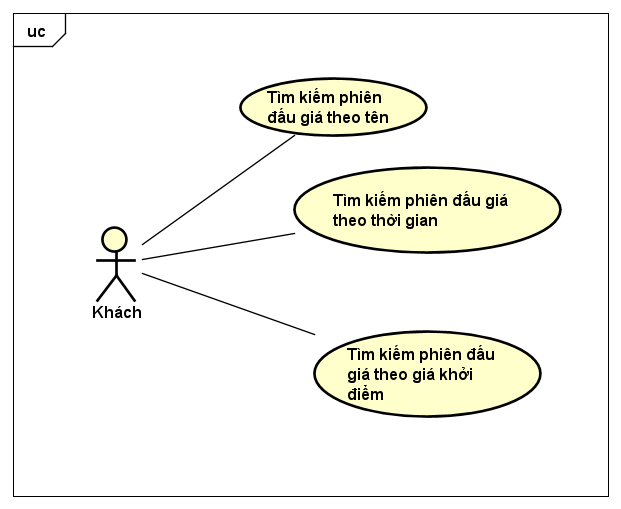 uc
Tìm kiếm phiên
đấu giá theo tên
Tìm kiếm phiên đấu giá
theo thời gian
Khách
Tìm kiếm phiên đấu
giá theo giá khởi
điểm